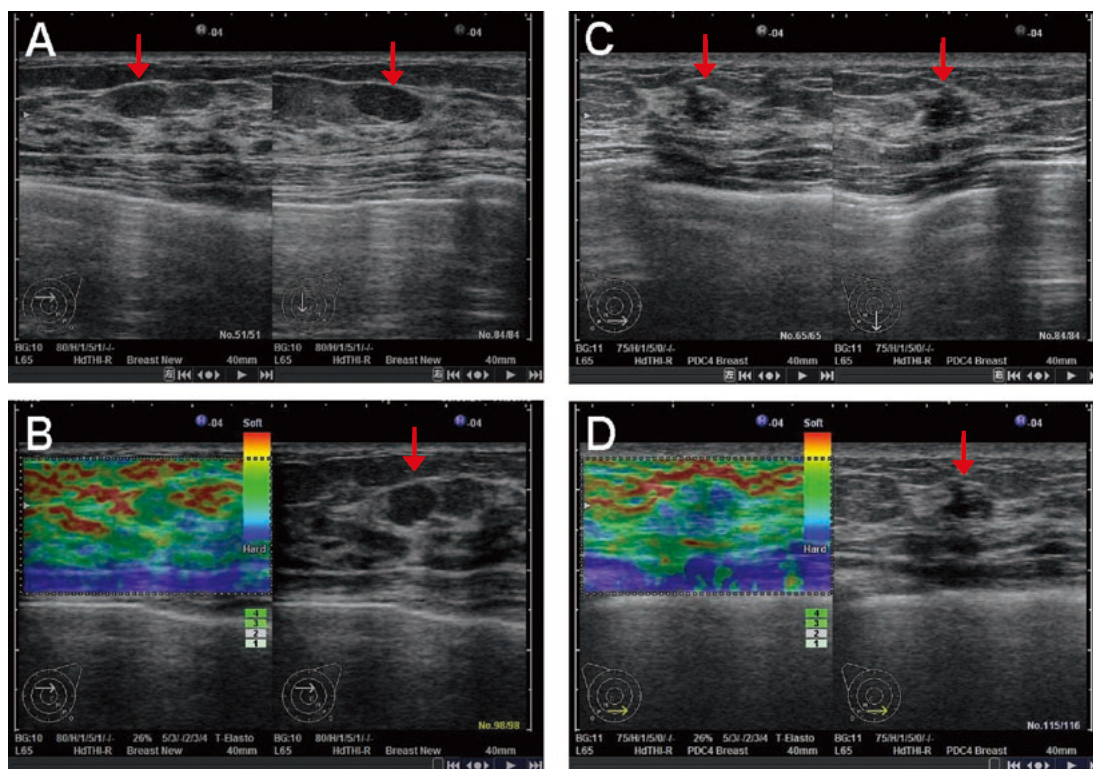 A
-04
-04
No.51/51
No.84/84
BG:10 80/H/1/5/1/-/-
L65 HdTHI-R Breast New 40mm
BG:10 80/H/1/5/1/-/-
L65 HdTHI-R Breast New 40mm
左
右
C
-04
-04
No.65/65
No.84/84
BG:11 75/H/1/5/0/-/-
L65 HdTHI-R PDC4 Breast 40mm
BG:11 75/H/1/5/0/-/-
L65 HdTHI-R PDC4 Breast 40mm
左
右
B
-04
-04
Soft
Hard
4
3
2
1
No.98/98
BG:10 80/H/1/5/1/-/- 26% 5/3/-/2/3/4 T-Elasto
L65 HdTHI-R Breast New 40mm
BG:10 80/H/1/5/1/-/-
L65 HdTHI-R Breast New 40mm
D
-04
-04
Soft
Hard
4
3
2
1
No.115/116
BG:11 75/H/1/5/0/-/- 26% 5/3/-/2/3/4 T-Elasto
L65 HdTHI-R PDC4 Breast 40mm
BG:11 75/H/1/5/0/-/-
L65 HdTHI-R PDC4 Breast 40mm